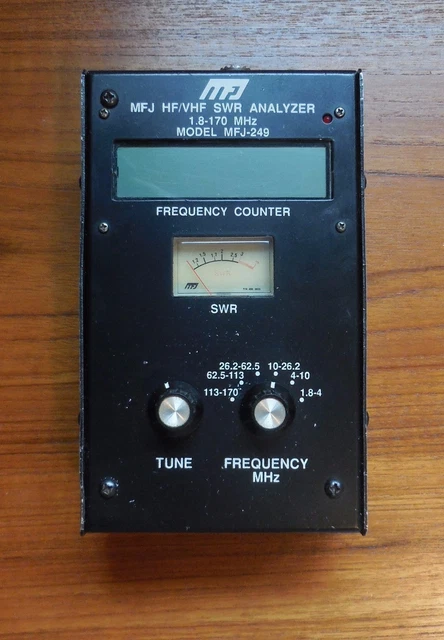 MFJ
MFJ HF/VHF SWR ANALYZER
1.8-170 MHz
MODEL MFJ-249
FREQUENCY COUNTER
MFJ
SWR
26.2-62.5 10-26.2
62.5-113 4-10
113-170 1.8-4
TUNE FREQUENCY
MHz